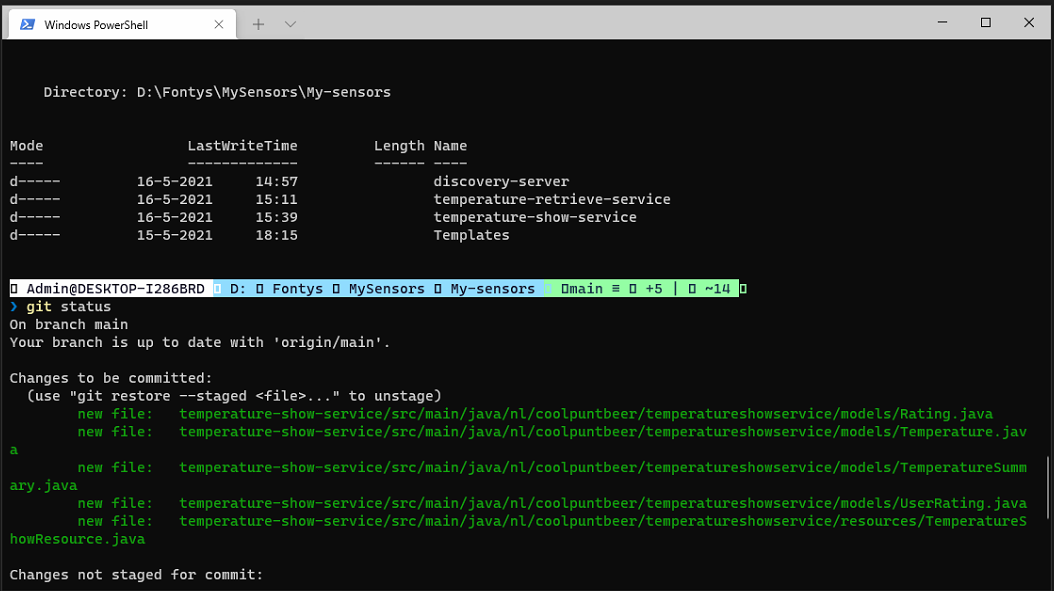 Windows PowerShell
Directory: D:\Fontys\MySensors\My-sensors
Mode LastWriteTime Length Name
---- ------------- ------ ----
d----- 16-5-2021 14:57 discovery-server
d----- 16-5-2021 15:11 temperature-retrieve-service
d----- 16-5-2021 15:39 temperature-show-service
d----- 15-5-2021 18:15 Templates
▯ Admin@DESKTOP-I286BRD ▯ D: ▯ Fontys ▯ MySensors ▯ My-sensors ▯ ▯main ≡ ▯ +5 | ▯ ~14 ▯
❯ git status
On branch main
Your branch is up to date with 'origin/main'.
Changes to be committed:
(use "git restore --staged <file>..." to unstage)
new file: temperature-show-service/src/main/java/nl/coolpuntbeer/temperatureshowservice/models/Rating.java
new file: temperature-show-service/src/main/java/nl/coolpuntbeer/temperatureshowservice/models/Temperature.jav
a
new file: temperature-show-service/src/main/java/nl/coolpuntbeer/temperatureshowservice/models/TemperatureSumm
ary.java
new file: temperature-show-service/src/main/java/nl/coolpuntbeer/temperatureshowservice/models/UserRating.java
new file: temperature-show-service/src/main/java/nl/coolpuntbeer/temperatureshowservice/resources/TemperatureS
howResource.java
Changes not staged for commit: